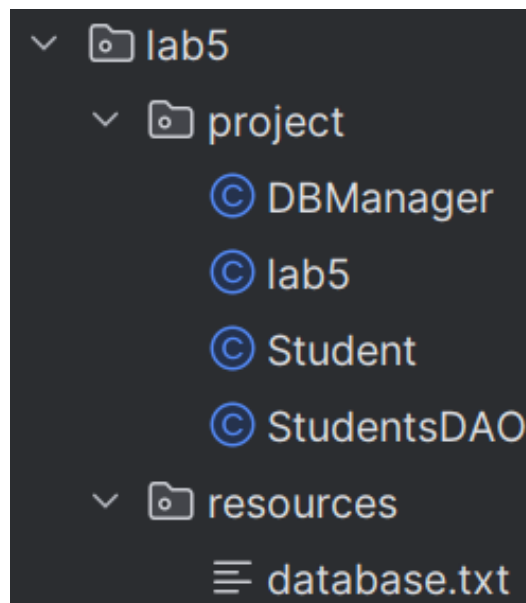 lab5
project
DBManager
lab5
Student
StudentsDAO
resources
database.txt